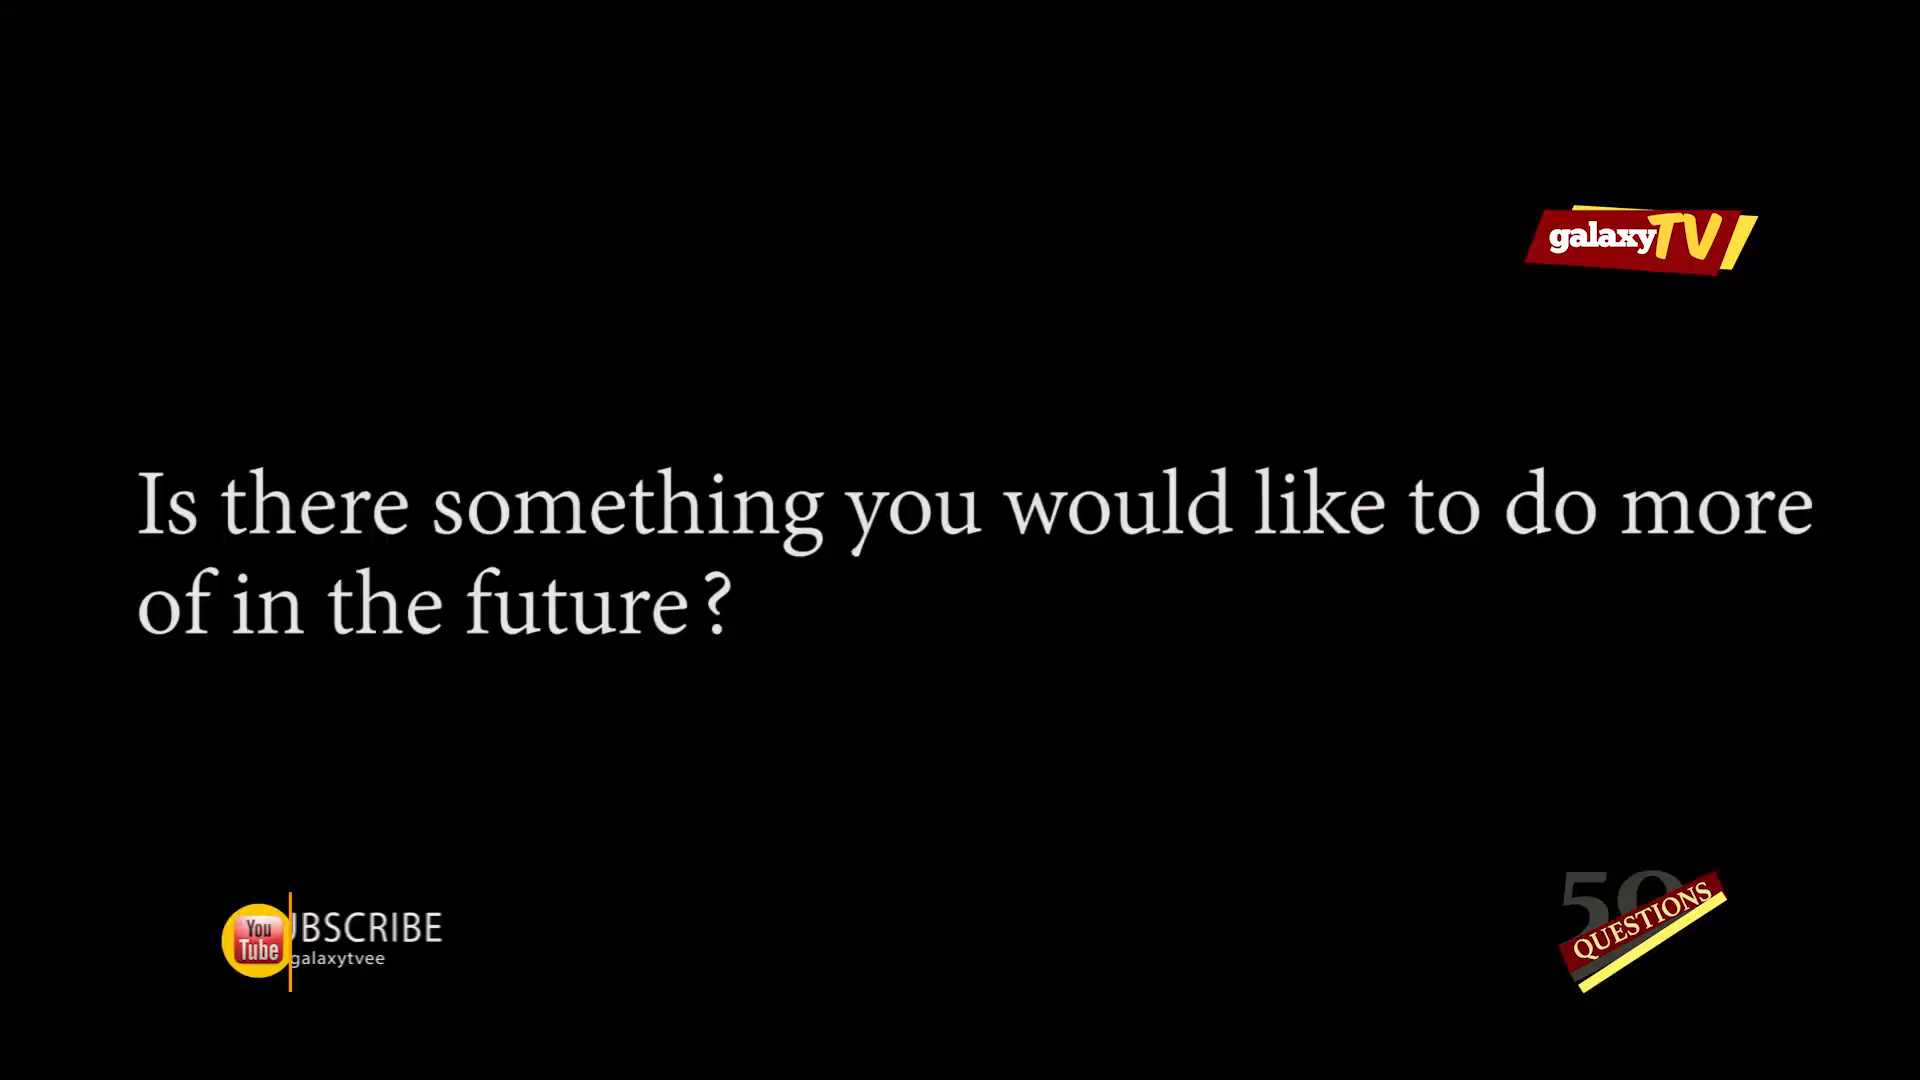 galaxyTV
Is there something you would like to do more
of in the future ?
You
Tube
UBSCRIBE
galaxytvee
50
QUESTIONS